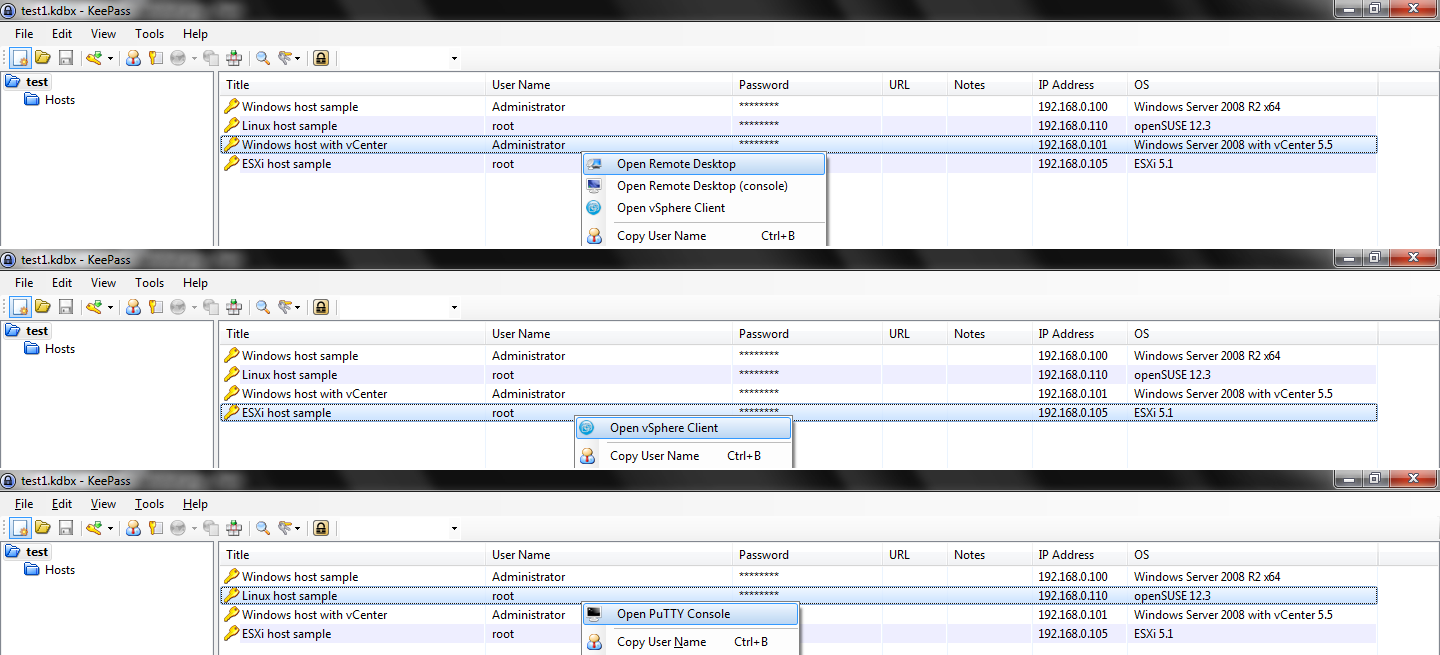 test1.kdbx - KeePass
File Edit View Tools Help
test
Hosts
Title User Name Password URL Notes IP Address OS
Windows host sample Administrator ******** 192.168.0.100 Windows Server 2008 R2 x64
Linux host sample root ******** 192.168.0.110 openSUSE 12.3
Windows host with vCenter Administrator ******** 192.168.0.101 Windows Server 2008 with vCenter 5.5
ESXi host sample root 192.168.0.105 ESXi 5.1
Open Remote Desktop
Open Remote Desktop (console)
Open vSphere Client
Copy User Name Ctrl+B
test1.kdbx - KeePass
File Edit View Tools Help
test
Hosts
Title User Name Password URL Notes IP Address OS
Windows host sample Administrator ******** 192.168.0.100 Windows Server 2008 R2 x64
Linux host sample root ******** 192.168.0.110 openSUSE 12.3
Windows host with vCenter Administrator ******** 192.168.0.101 Windows Server 2008 with vCenter 5.5
ESXi host sample root ******** 192.168.0.105 ESXi 5.1
Open vSphere Client
Copy User Name Ctrl+B
test1.kdbx - KeePass
File Edit View Tools Help
test
Hosts
Title User Name Password URL Notes IP Address OS
Windows host sample Administrator ******** 192.168.0.100 Windows Server 2008 R2 x64
Linux host sample root ******** 192.168.0.110 openSUSE 12.3
Windows host with vCenter Administrator 192.168.0.101 Windows Server 2008 with vCenter 5.5
ESXi host sample root 192.168.0.105 ESXi 5.1
Open PuTTY Console
Copy User Name Ctrl+B